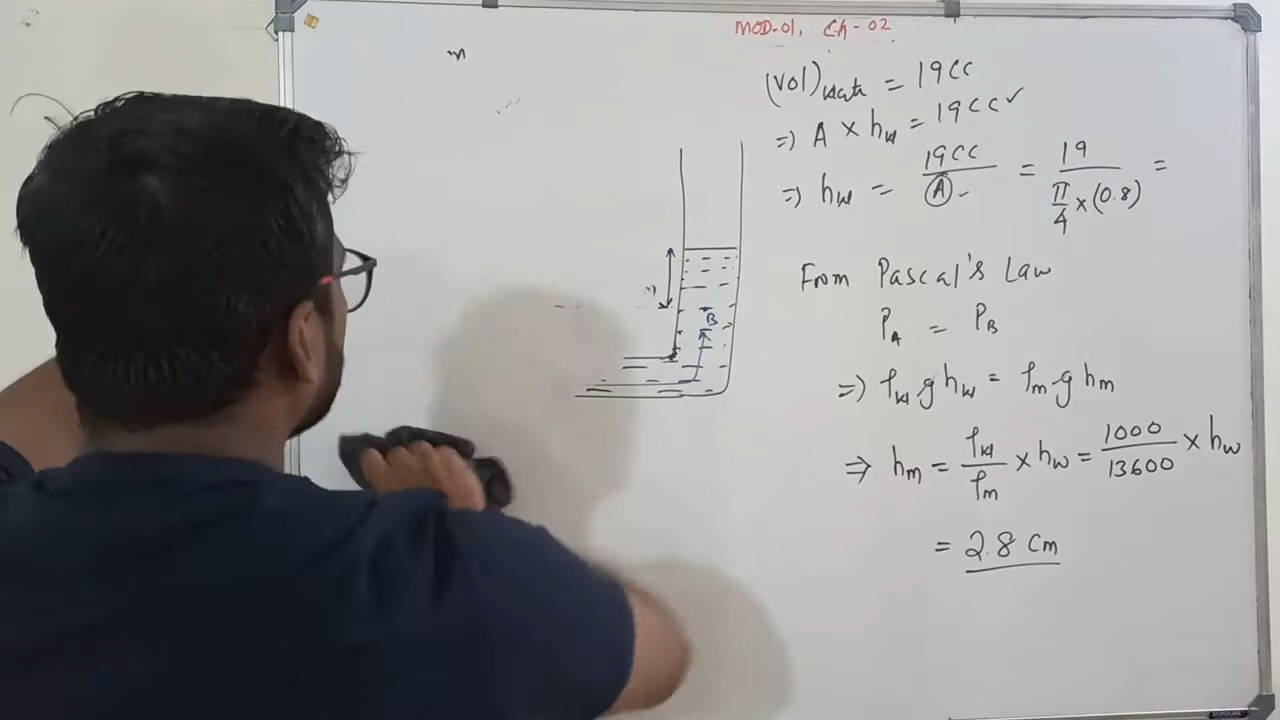 MOD-01, Ch-02
m
(Vol)water = 19cc
=) A × hw = 19cc✓
=) hw = 19cc / A = 19 / π/4 × (0.8) =
From Pascal's Law
PA = PB
=) ρw g hw = ρm g hm
=> hm = ρw / ρm × hw = 1000 / 13600 × hw
= 2.8 cm
B